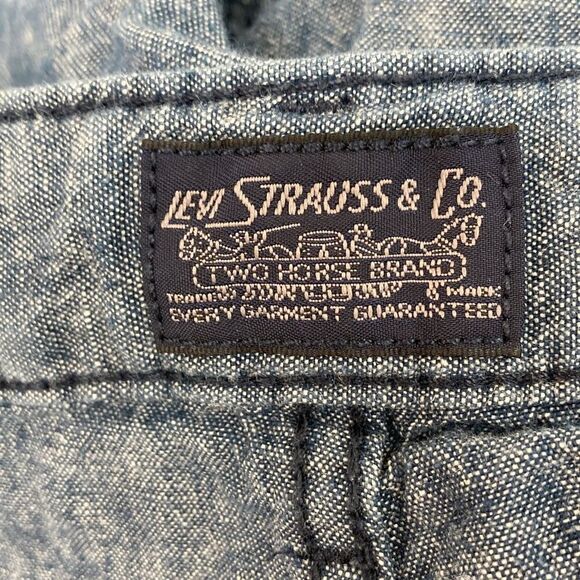 LEVI STRAUSS & CO.
TWO HORSE BRAND
TRADE MARK
EVERY GARMENT GUARANTEED